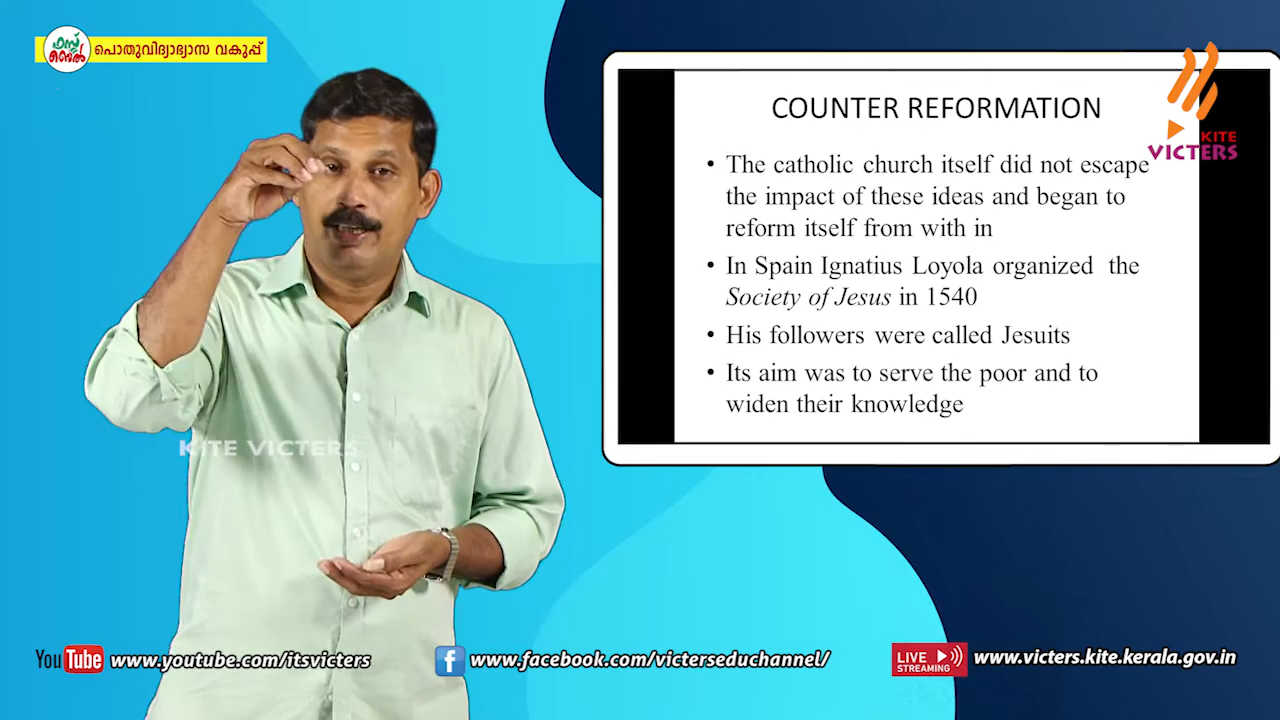 ഫസ്റ്റ്
ബെൽ
പൊതുവിദ്യാഭ്യാസ വകുപ്പ്
COUNTER REFORMATION
• The catholic church itself did not escape
the impact of these ideas and began to
reform itself from with in
• In Spain Ignatius Loyola organized the
Society of Jesus in 1540
• His followers were called Jesuits
• Its aim was to serve the poor and to
widen their knowledge
KITE
VICTERS
KITE VICTERS
YouTube www.youtube.com/itsvicters
f www.facebook.com/victerseduchannel/
LIVE
STREAMING
www.victers.kite.kerala.gov.in